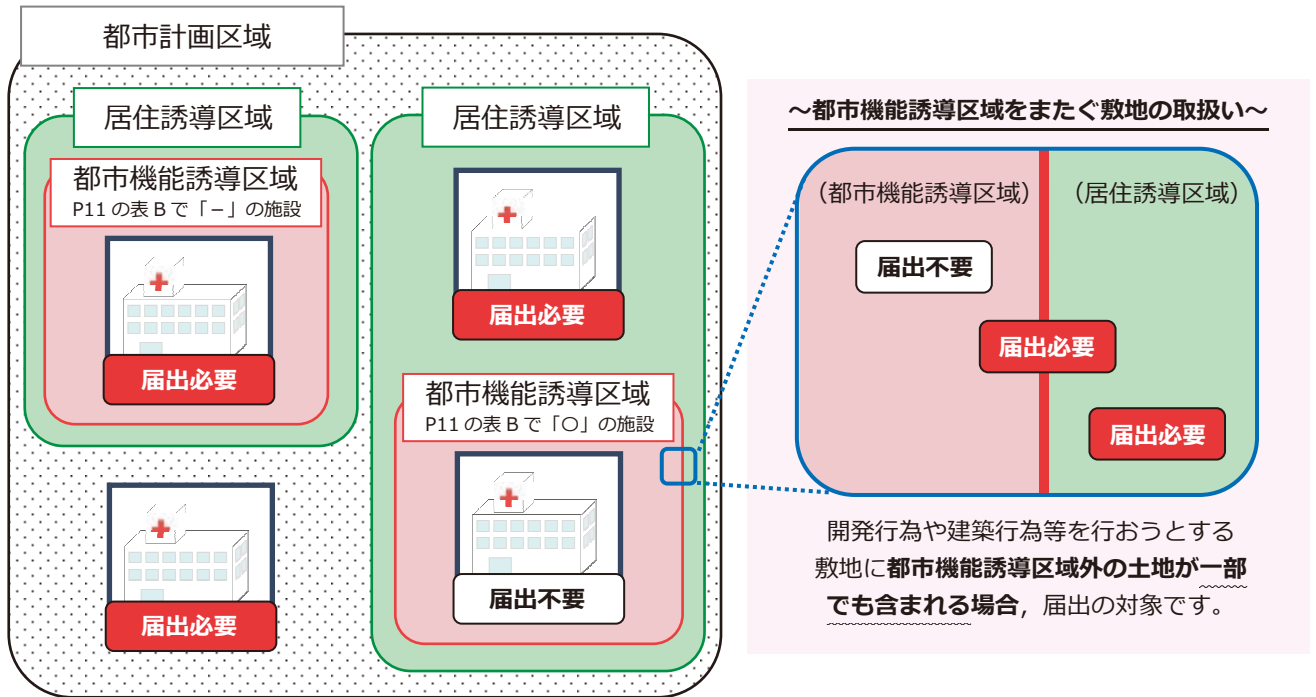 都市計画区域
居住誘導区域
都市機能誘導区域
P11 の表 B で「－」の施設
届出必要
届出必要
居住誘導区域
届出必要
都市機能誘導区域
P11 の表 B で「〇」の施設
届出不要
～都市機能誘導区域をまたぐ敷地の取扱い～
（都市機能誘導区域）
（居住誘導区域）
届出不要
届出必要
届出必要
開発行為や建築行為等を行おうとする
敷地に都市機能誘導区域外の土地が一部
でも含まれる場合，届出の対象です。